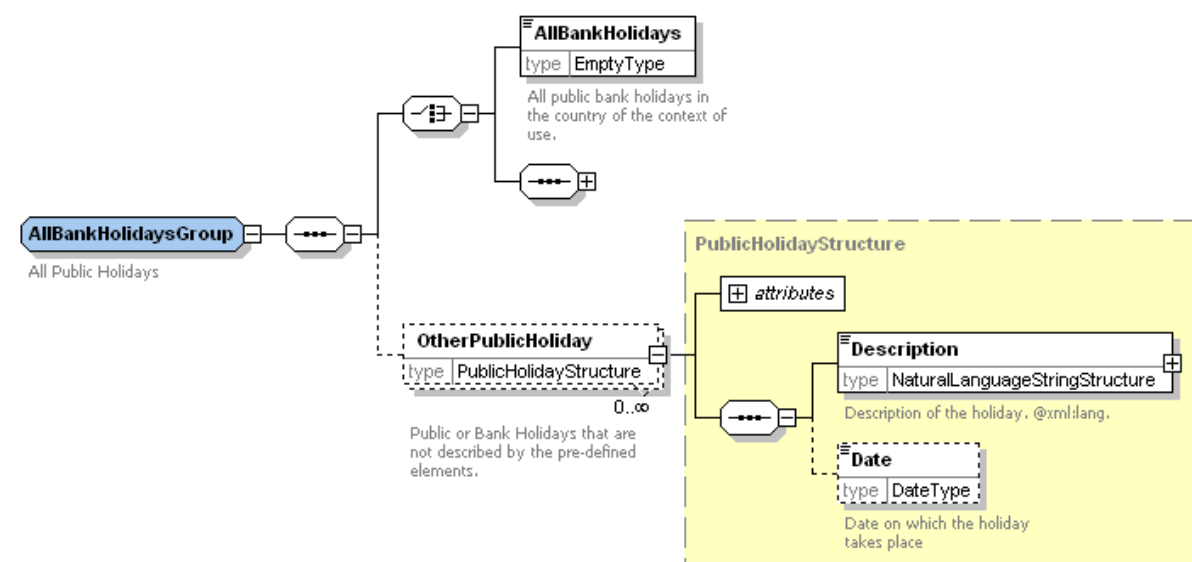 AllBankHolidays
type EmptyType
All public bank holidays in
the country of the context of
use.
AllBankHolidaysGroup
All Public Holidays
PublicHolidayStructure
attributes
OtherPublicHoliday
type PublicHolidayStructure
0..∞
Public or Bank Holidays that are
not described by the pre-defined
elements.
Description
type NaturalLanguageStringStructure
Description of the holiday. @xml:lang.
Date
type DateType
Date on which the holiday
takes place